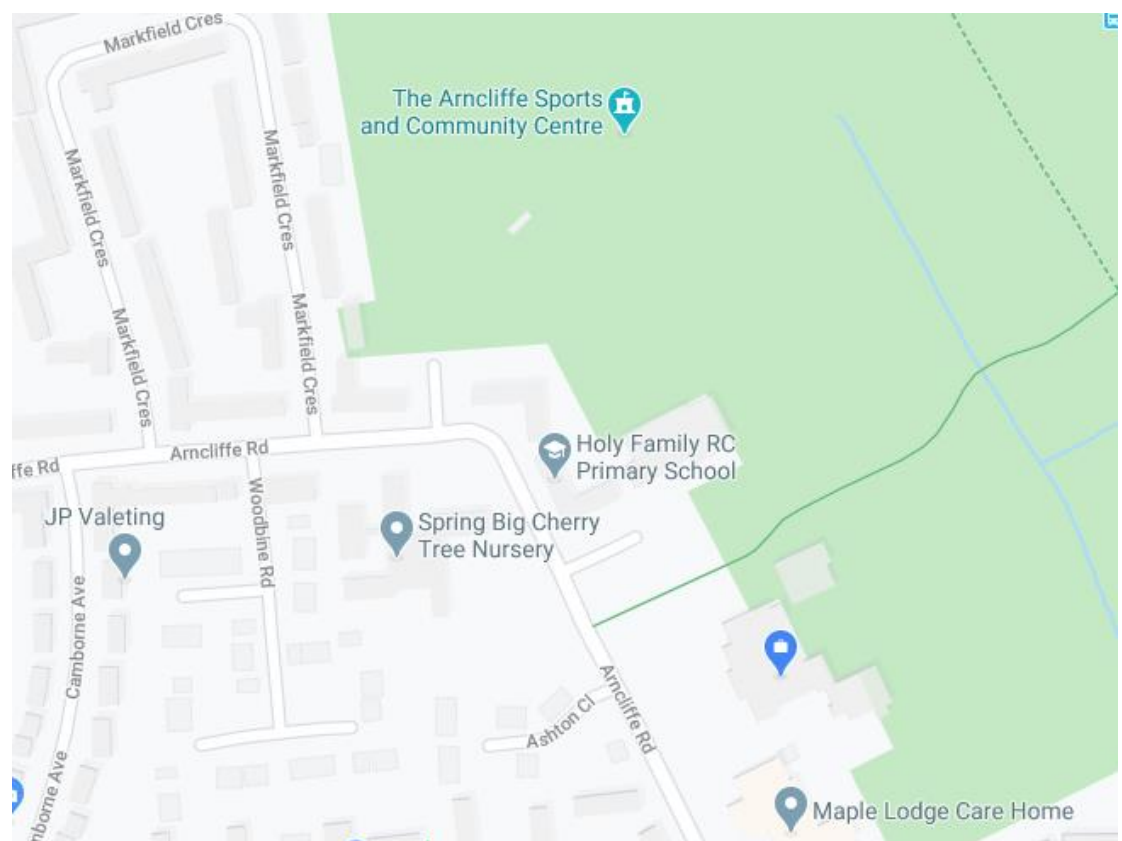 Markfield Cres
The Arncliffe Sports
and Community Centre
Markfield Cres
Markfield Cres
Markfield Cres
Markfield Cres
ffe Rd
Arncliffe Rd
Holy Family RC
Primary School
JP Valeting
Woodbine Rd
Spring Big Cherry
Tree Nursery
Camborne Ave
Arncliffe Rd
Ashton Cl
nborne Ave
Maple Lodge Care Home